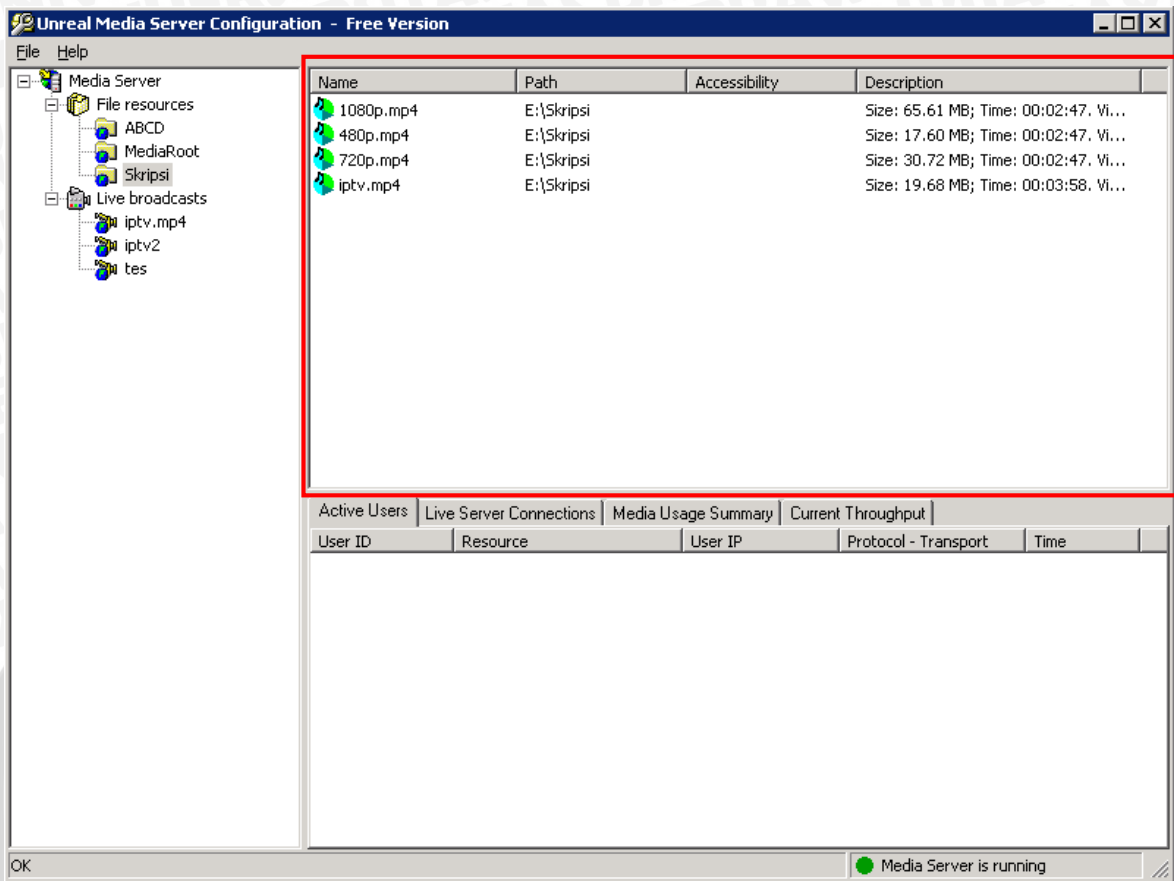 Unreal Media Server Configuration - Free Version
File Help
Media Server
File resources
ABCD
MediaRoot
Skripsi
Live broadcasts
iptv.mp4
iptv2
tes
Name Path Accessibility Description
1080p.mp4 E:\Skripsi Size: 65.61 MB; Time: 00:02:47. Vi...
480p.mp4 E:\Skripsi Size: 17.60 MB; Time: 00:02:47. Vi...
720p.mp4 E:\Skripsi Size: 30.72 MB; Time: 00:02:47. Vi...
iptv.mp4 E:\Skripsi Size: 19.68 MB; Time: 00:03:58. Vi...
Active Users Live Server Connections Media Usage Summary Current Throughput
User ID Resource User IP Protocol - Transport Time
OK Media Server is running